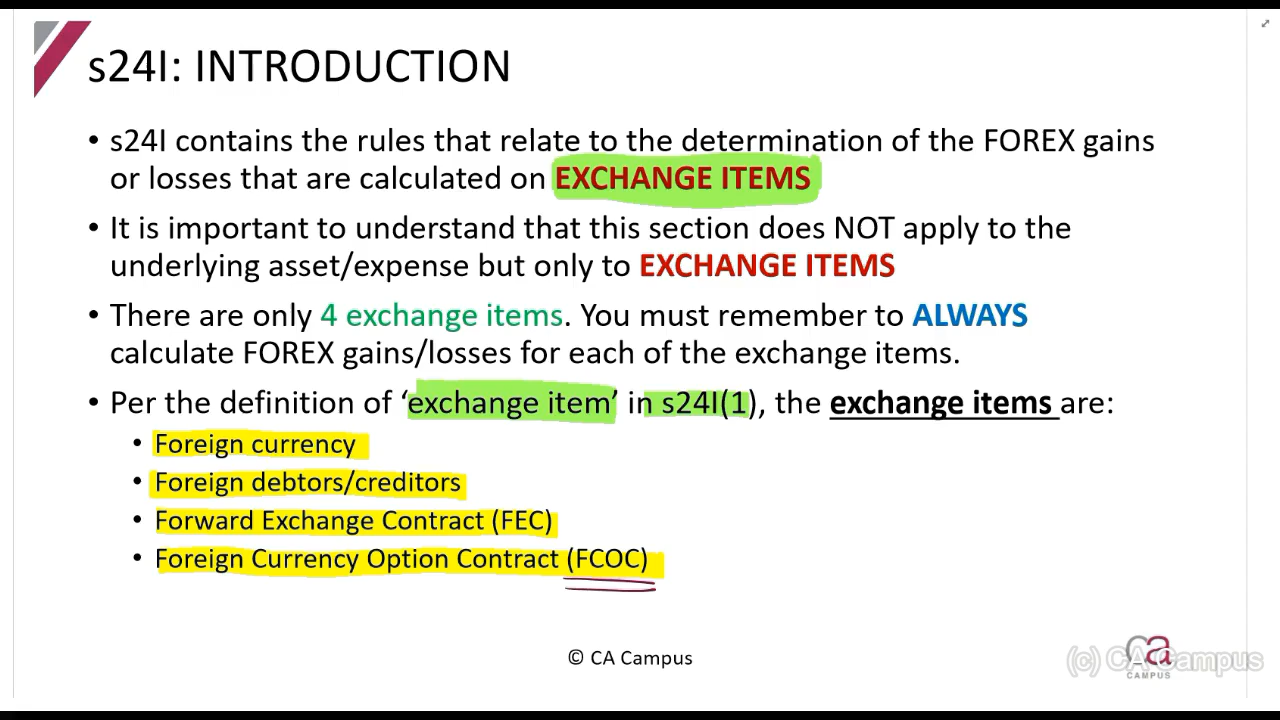 s24I: INTRODUCTION
• s24I contains the rules that relate to the determination of the FOREX gains
or losses that are calculated on EXCHANGE ITEMS
• It is important to understand that this section does NOT apply to the
underlying asset/expense but only to EXCHANGE ITEMS
• There are only 4 exchange items. You must remember to ALWAYS
calculate FOREX gains/losses for each of the exchange items.
• Per the definition of ‘exchange item’ in s24I(1), the exchange items are:
• Foreign currency
• Foreign debtors/creditors
• Forward Exchange Contract (FEC)
• Foreign Currency Option Contract (FCOC)
© CA Campus
ca
CAMPUS
(c) CA Campus